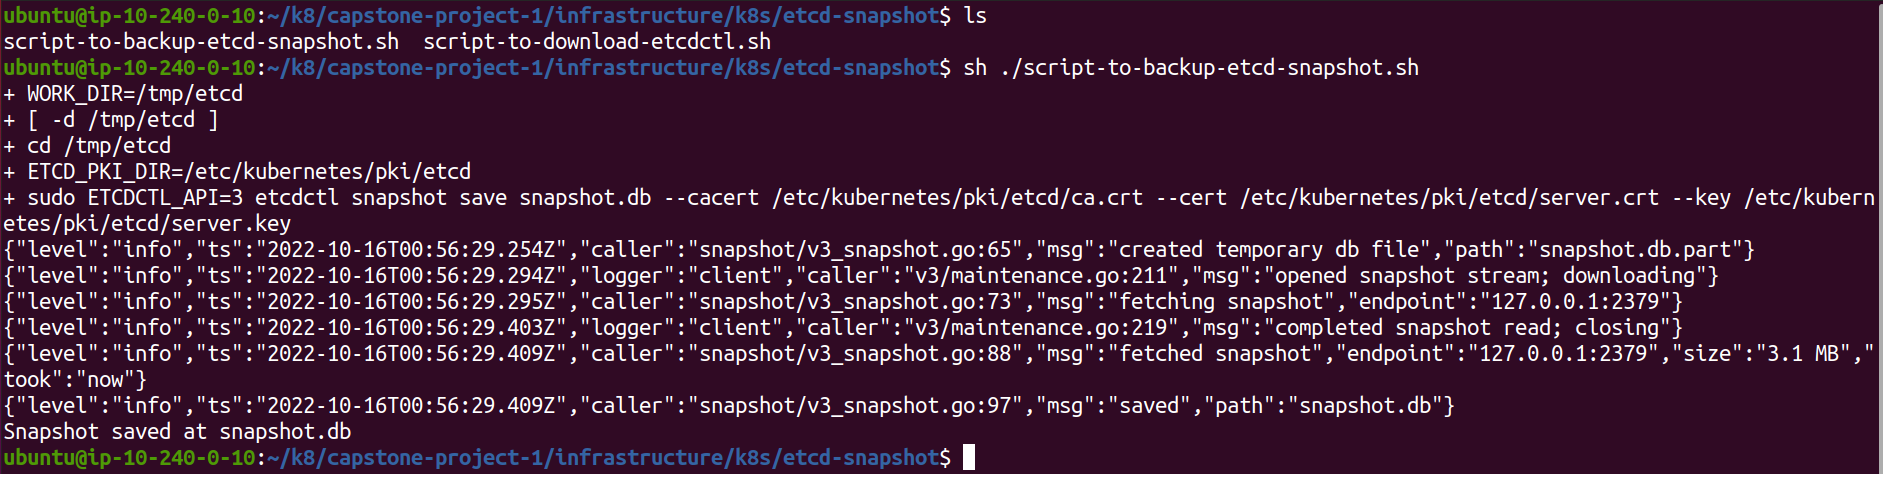 ubuntu@ip-10-240-0-10:~/k8/capstone-project-1/infrastructure/k8s/etcd-snapshot$ ls
script-to-backup-etcd-snapshot.sh  script-to-download-etcdctl.sh
ubuntu@ip-10-240-0-10:~/k8/capstone-project-1/infrastructure/k8s/etcd-snapshot$ sh ./script-to-backup-etcd-snapshot.sh
+ WORK_DIR=/tmp/etcd
+ [ -d /tmp/etcd ]
+ cd /tmp/etcd
+ ETCD_PKI_DIR=/etc/kubernetes/pki/etcd
+ sudo ETCDCTL_API=3 etcdctl snapshot save snapshot.db --cacert /etc/kubernetes/pki/etcd/ca.crt --cert /etc/kubernetes/pki/etcd/server.crt --key /etc/kubern
etes/pki/etcd/server.key
{"level":"info","ts":"2022-10-16T00:56:29.254Z","caller":"snapshot/v3_snapshot.go:65","msg":"created temporary db file","path":"snapshot.db.part"}
{"level":"info","ts":"2022-10-16T00:56:29.294Z","logger":"client","caller":"v3/maintenance.go:211","msg":"opened snapshot stream; downloading"}
{"level":"info","ts":"2022-10-16T00:56:29.295Z","caller":"snapshot/v3_snapshot.go:73","msg":"fetching snapshot","endpoint":"127.0.0.1:2379"}
{"level":"info","ts":"2022-10-16T00:56:29.403Z","logger":"client","caller":"v3/maintenance.go:219","msg":"completed snapshot read; closing"}
{"level":"info","ts":"2022-10-16T00:56:29.409Z","caller":"snapshot/v3_snapshot.go:88","msg":"fetched snapshot","endpoint":"127.0.0.1:2379","size":"3.1 MB","
took":"now"}
{"level":"info","ts":"2022-10-16T00:56:29.409Z","caller":"snapshot/v3_snapshot.go:97","msg":"saved","path":"snapshot.db"}
Snapshot saved at snapshot.db
ubuntu@ip-10-240-0-10:~/k8/capstone-project-1/infrastructure/k8s/etcd-snapshot$